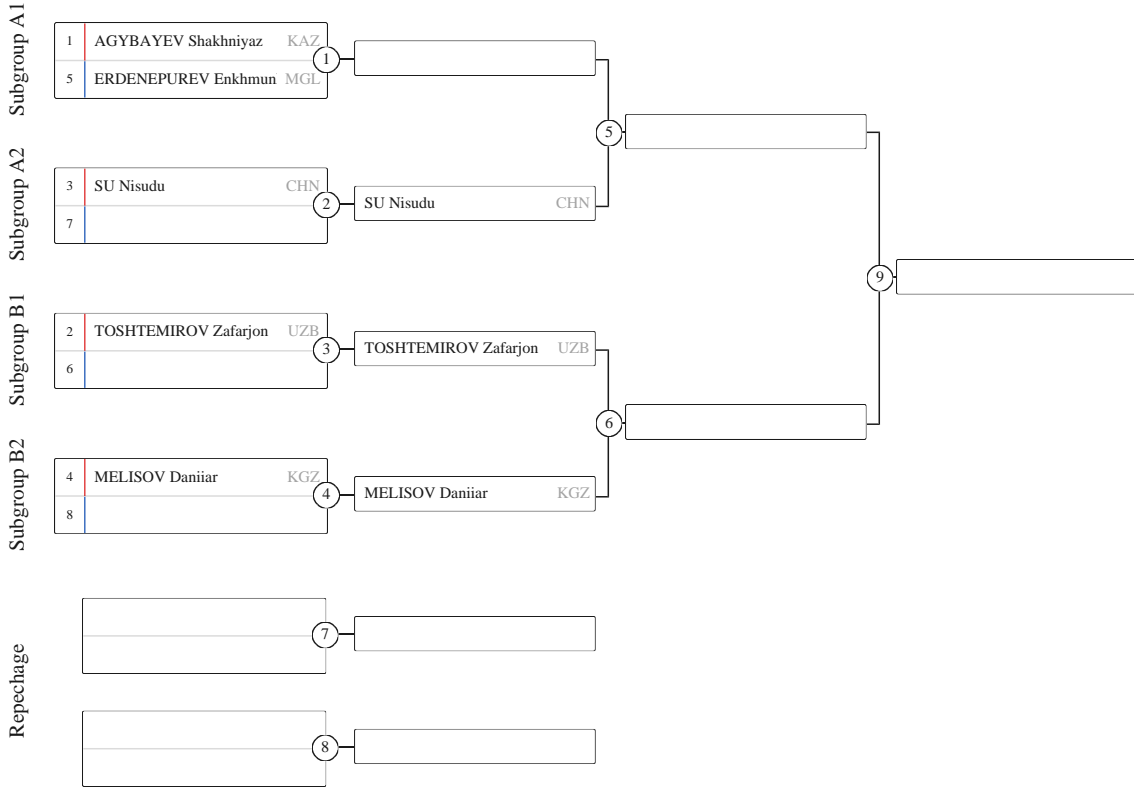 Subgroup A1
1 AGYBAYEV Shakhniyaz KAZ
5 ERDENEPUREV Enkhmun MGL
1
Subgroup A2
3 SU Nisudu CHN
7
2
SU Nisudu CHN
5
Subgroup B1
2 TOSHTEMIROV Zafarjon UZB
6
3
TOSHTEMIROV Zafarjon UZB
Subgroup B2
4 MELISOV Daniiar KGZ
8
4
MELISOV Daniiar KGZ
6
9
Repechage
7
8